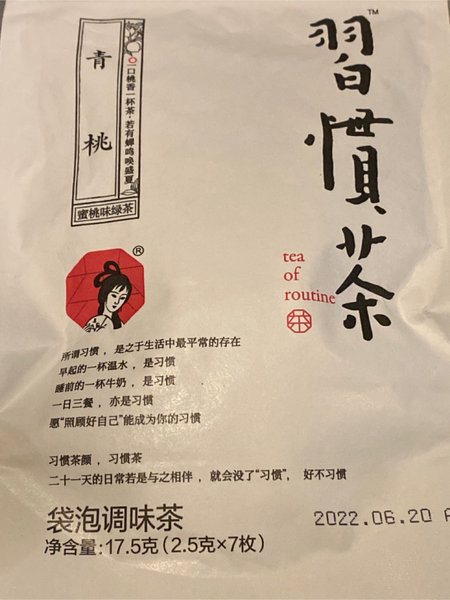 習慣茶
TM
青桃
一口桃香一杯茶·若有蝉鸣唤盛夏
蜜桃味绿茶
®
tea
of
routine
所谓习惯，是之于生活中最平常的存在
早起的一杯温水，是习惯
睡前的一杯牛奶，是习惯
一日三餐，亦是习惯
愿“照顾好自己”能成为你的习惯
习惯茶颜，习惯茶
二十一天的日常若是与之相伴，就会没了“习惯”，好不习惯
袋泡调味茶
净含量:17.5克(2.5克×7枚)
2022.06.20